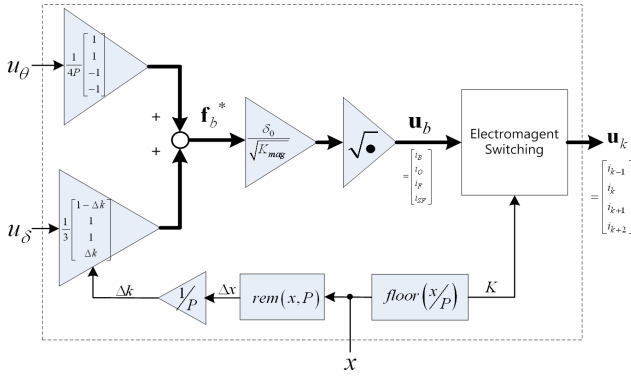 u_θ
1/4P [1 1 -1 -1]
+
+
f_b*
δ_0/√K_mag
√●
u_b
= [i_B i_O i_F i_SF]
Electromagent
Switching
u_k
= [i_{k-1} i_k i_{k+1} i_{k+2}]
u_δ
1/3 [1-Δk 1 1 Δk]
Δk
1/P
Δx
rem(x,P)
floor(x/P)
K
x